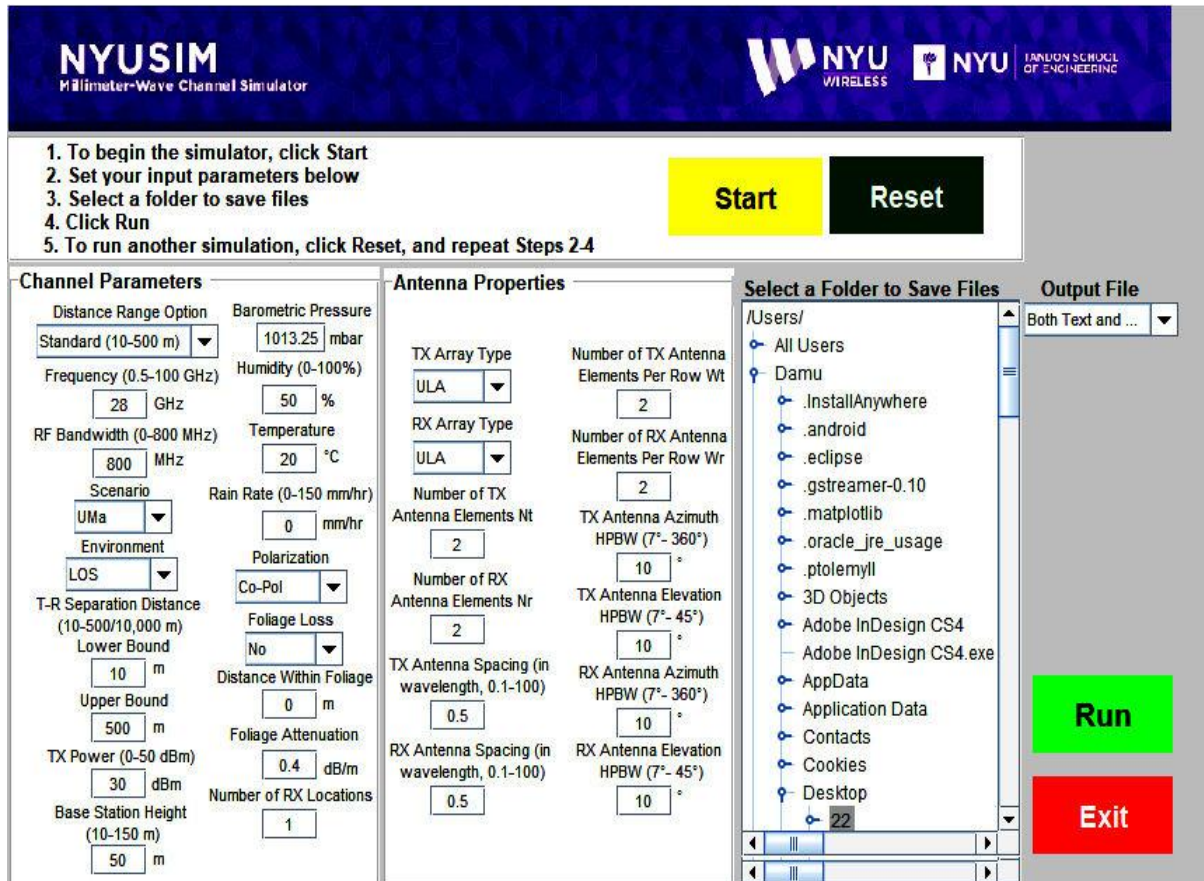 NYUSIM
Millimeter-Wave Channel Simulator
NYU
WIRELESS
NYU
TANDON SCHOOL
OF ENGINEERING
1. To begin the simulator, click Start
2. Set your input parameters below
3. Select a folder to save files
4. Click Run
5. To run another simulation, click Reset, and repeat Steps 2-4
Start
Reset
Channel Parameters
Distance Range Option
Standard (10-500 m)
Frequency (0.5-100 GHz)
28 GHz
RF Bandwidth (0-800 MHz)
800 MHz
Scenario
UMa
Environment
LOS
T-R Separation Distance
(10-500/10,000 m)
Lower Bound
10 m
Upper Bound
500 m
TX Power (0-50 dBm)
30 dBm
Base Station Height
(10-150 m)
50 m
Barometric Pressure
1013.25 mbar
Humidity (0-100%)
50 %
Temperature
20 °C
Rain Rate (0-150 mm/hr)
0 mm/hr
Polarization
Co-Pol
Foliage Loss
No
Distance Within Foliage
0 m
Foliage Attenuation
0.4 dB/m
Number of RX Locations
1
Antenna Properties
TX Array Type
ULA
RX Array Type
ULA
Number of TX
Antenna Elements Nt
2
Number of RX
Antenna Elements Nr
2
TX Antenna Spacing (in
wavelength, 0.1-100)
0.5
RX Antenna Spacing (in
wavelength, 0.1-100)
0.5
Number of TX Antenna
Elements Per Row Wt
2
Number of RX Antenna
Elements Per Row Wr
2
TX Antenna Azimuth
HPBW (7°- 360°)
10 °
TX Antenna Elevation
HPBW (7°- 45°)
10 °
RX Antenna Azimuth
HPBW (7°- 360°)
10 °
RX Antenna Elevation
HPBW (7°- 45°)
10 °
Select a Folder to Save Files
/Users/
All Users
Damu
.InstallAnywhere
.android
.eclipse
.gstreamer-0.10
.matplotlib
.oracle_jre_usage
.ptolemyII
3D Objects
Adobe InDesign CS4
Adobe InDesign CS4.exe
AppData
Application Data
Contacts
Cookies
Desktop
22
Output File
Both Text and ...
Run
Exit